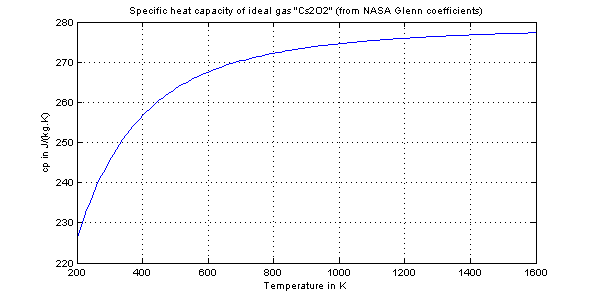 Specific heat capacity of ideal gas "Cs2O2" (from NASA Glenn coefficients)
280
270
260
250
240
230
220
cp in J/(kg.K)
200 400 600 800 1000 1200 1400 1600
Temperature in K